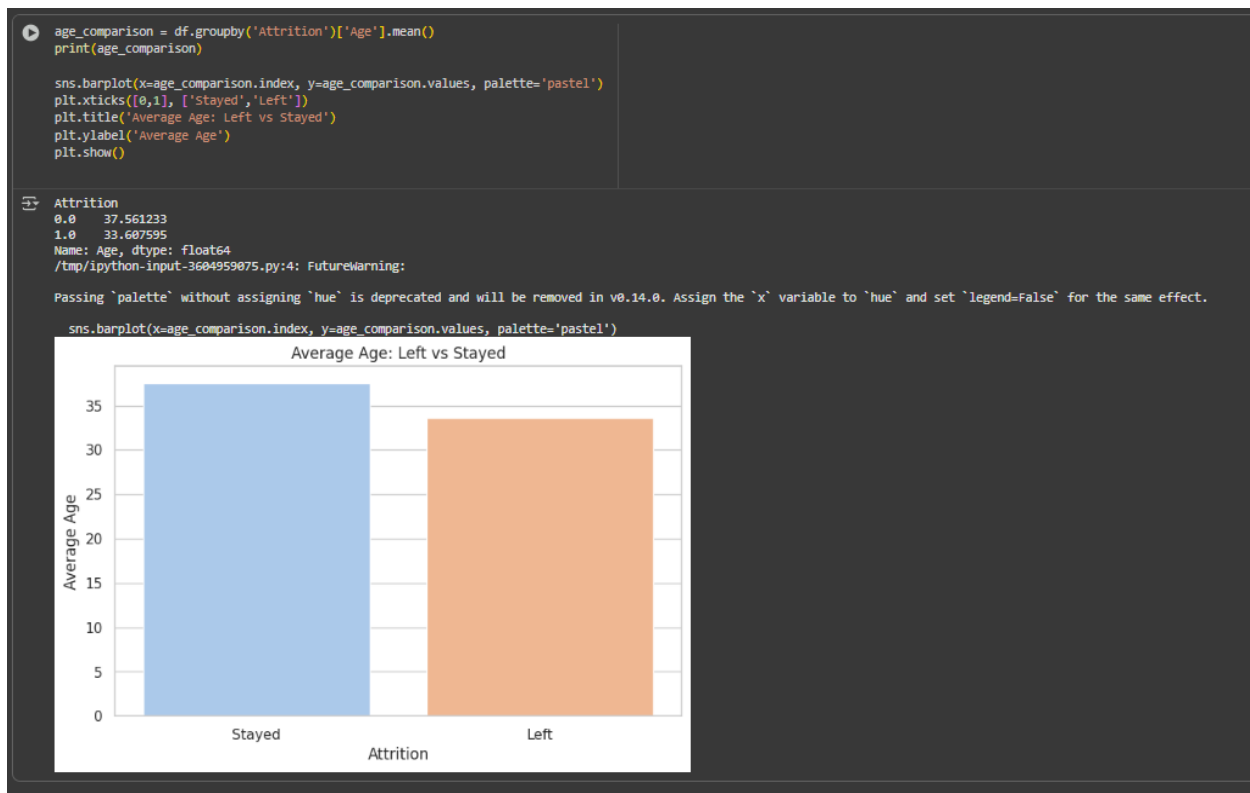 age_comparison = df.groupby('Attrition')['Age'].mean()
print(age_comparison)
sns.barplot(x=age_comparison.index, y=age_comparison.values, palette='pastel')
plt.xticks([0,1], ['Stayed','Left'])
plt.title('Average Age: Left vs Stayed')
plt.ylabel('Average Age')
plt.show()
Attrition
0.0    37.561233
1.0    33.607595
Name: Age, dtype: float64
/tmp/ipython-input-3604959075.py:4: FutureWarning:
Passing `palette` without assigning `hue` is deprecated and will be removed in v0.14.0. Assign the `x` variable to `hue` and set `legend=False` for the same effect.
  sns.barplot(x=age_comparison.index, y=age_comparison.values, palette='pastel')
Average Age: Left vs Stayed
35
30
25
20
15
10
5
0
Average Age
Stayed Left
Attrition